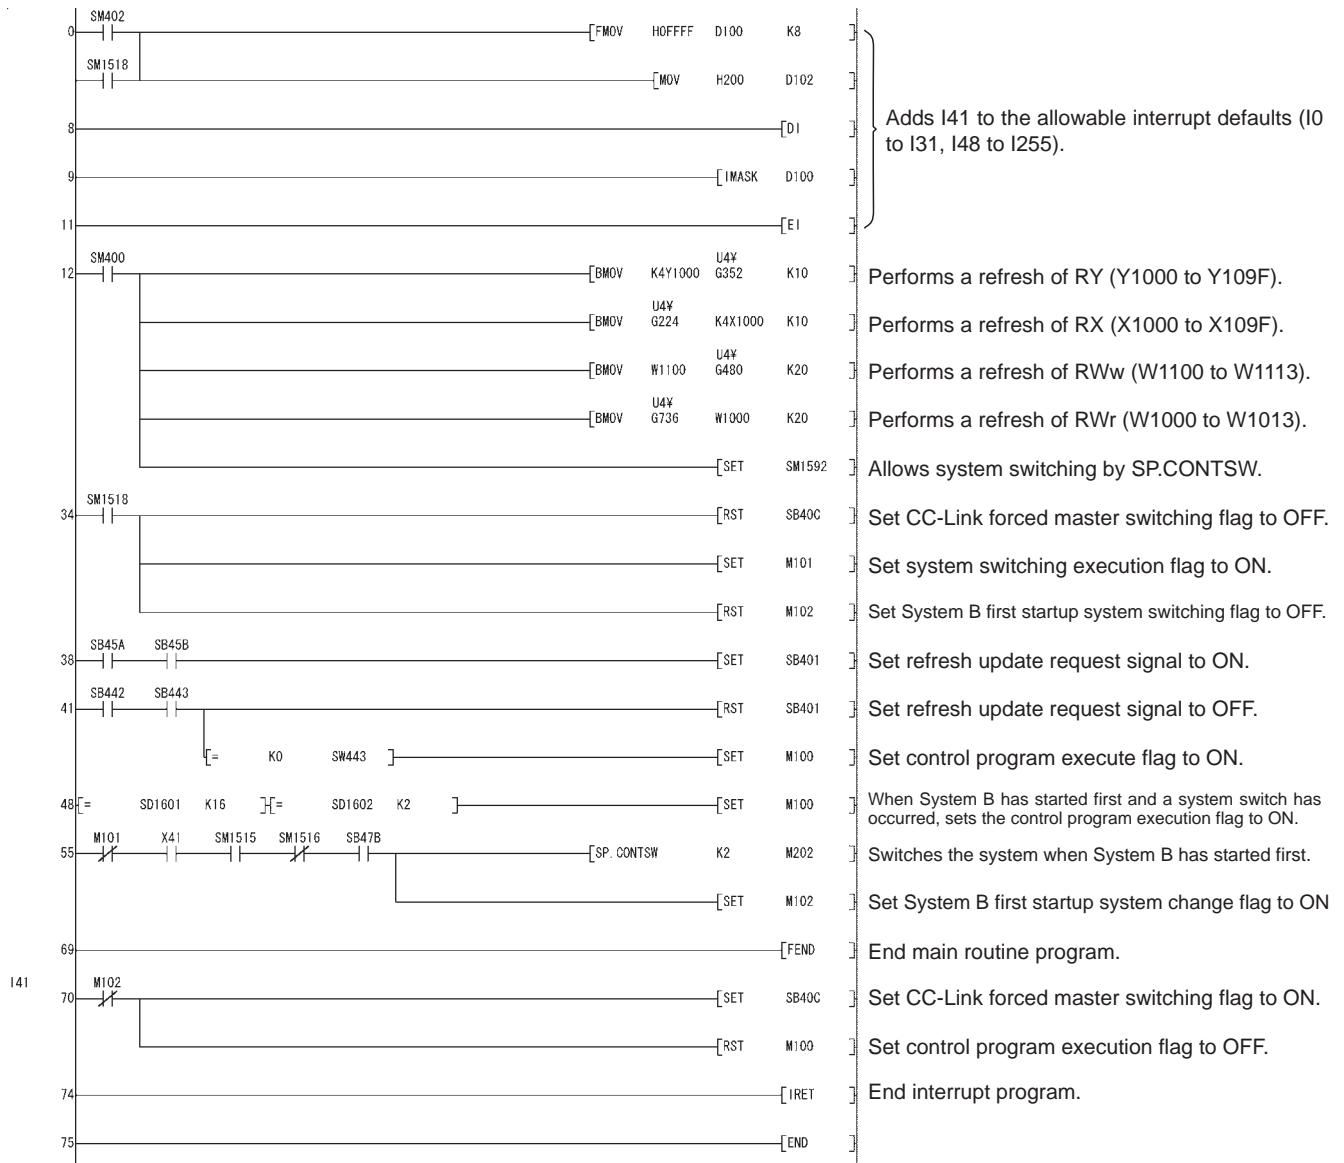 SM402
0 [FMOV H0FFFF D100 K8 ]
SM1518
[MOV H200 D102 ]
Adds I41 to the allowable interrupt defaults (I0
to I31, I48 to I255).
8 [DI ]
9 [IMASK D100 ]
11 [EI ]
SM400 U4¥
12 [BMOV K4Y1000 G352 K10 ] Performs a refresh of RY (Y1000 to Y109F).
U4¥
[BMOV G224 K4X1000 K10 ] Performs a refresh of RX (X1000 to X109F).
U4¥
[BMOV W1100 G480 K20 ] Performs a refresh of RWw (W1100 to W1113).
U4¥
[BMOV G736 W1000 K20 ] Performs a refresh of RWr (W1000 to W1013).
[SET SM1592 ] Allows system switching by SP.CONTSW.
SM1518
34 [RST SB40C ] Set CC-Link forced master switching flag to OFF.
[SET M101 ] Set system switching execution flag to ON.
[RST M102 ] Set System B first startup system switching flag to OFF.
SB45A SB45B
38 [SET SB401 ] Set refresh update request signal to ON.
SB442 SB443
41 [RST SB401 ] Set refresh update request signal to OFF.
[= K0 SW443 ] [SET M100 ] Set control program execute flag to ON.
48 [= SD1601 K16 ] [= SD1602 K2 ] [SET M100 ] When System B has started first and a system switch has
occurred, sets the control program execution flag to ON.
M101 X41 SM1515 SM1516 SB47B
55 [SP.CONTSW K2 M202 ] Switches the system when System B has started first.
[SET M102 ] Set System B first startup system change flag to ON
69 [FEND ] End main routine program.
I41 M102
70 [SET SB40C ] Set CC-Link forced master switching flag to ON.
[RST M100 ] Set control program execution flag to OFF.
74 [IRET ] End interrupt program.
75 [END ]